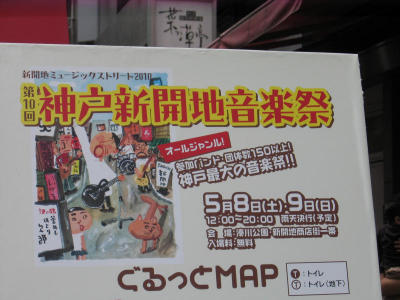 新開地ミュージックストリート2010
第10回
神戸新開地音楽祭
オールジャンル!
参加バンド・団体数150以上!
神戸最大の音楽祭!!
5月8日(土)、9日(日)
12:00~20:00 雨天決行(予定)
会場:湊川公園・新開地商店街一帯
入場料:無料
ぐるっとMAP
T:トイレ
T:トイレ(地下)